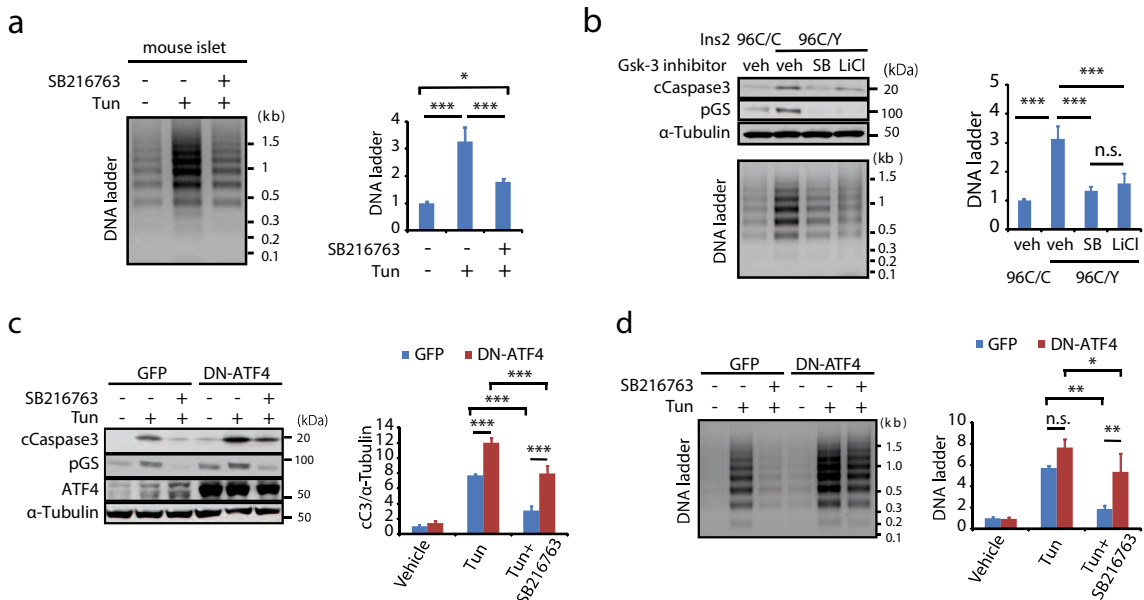 a
mouse islet
SB216763 - - +
Tun - + +
(kb)
1.5
1
0.5
0.3
0.2
0.1
DNA ladder
*
*** ***
DNA ladder
4
3
2
1
0
SB216763 - - +
Tun - + +
b
Ins2 96C/C 96C/Y
Gsk-3 inhibitor veh veh SB LiCl (kDa)
cCaspase3 20
pGS 100
α-Tubulin 50
(kb)
1.5
1
0.5
0.3
0.2
0.1
DNA ladder
***
*** ***
n.s.
DNA ladder
5
4
3
2
1
0
veh veh SB LiCl
96C/C 96C/Y
c
GFP DN-ATF4
SB216763 - - + - - +
Tun - + + - + + (kDa)
cCaspase3 20
pGS 100
ATF4 50
α-Tubulin 50
GFP DN-ATF4
***
***
*** ***
cC3/α-Tubulin
14
12
10
8
6
4
2
0
Vehicle
Tun
Tun+
SB216763
d
GFP DN-ATF4
SB216763 - - + - - +
Tun - + + - + +
(kb)
1.5
1.0
0.5
0.3
0.2
0.1
DNA ladder
GFP DN-ATF4
*
**
n.s. **
DNA ladder
10
8
6
4
2
0
Vehicle
Tun
Tun+
SB216763